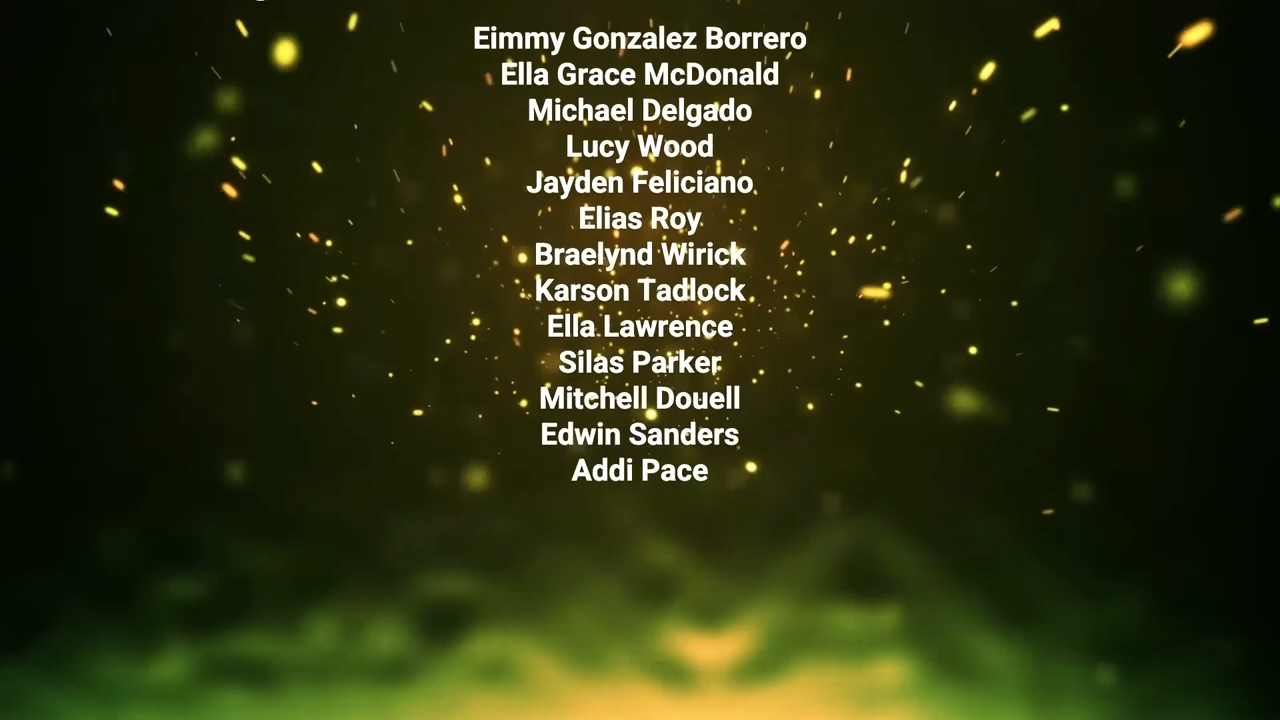 Eimmy Gonzalez Borrero
Ella Grace McDonald
Michael Delgado
Lucy Wood
Jayden Feliciano
Elias Roy
Braelynd Wirick
Karson Tadlock
Ella Lawrence
Silas Parker
Mitchell Douell
Edwin Sanders
Addi Pace